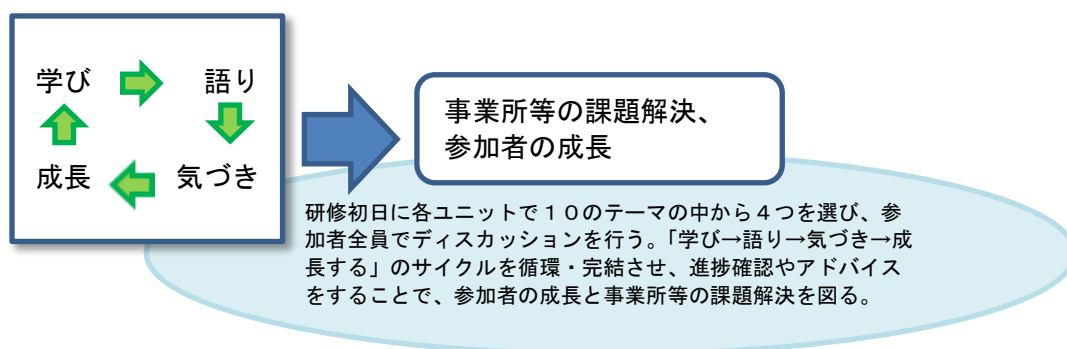 学び 語り
成長 気づき
事業所等の課題解決、
参加者の成長
研修初日に各ユニットで１０のテーマの中から４つを選び、参
加者全員でディスカッションを行う。「学び→語り→気づき→成
長する」のサイクルを循環・完結させ、進捗確認やアドバイス
をすることで、参加者の成長と事業所等の課題解決を図る。